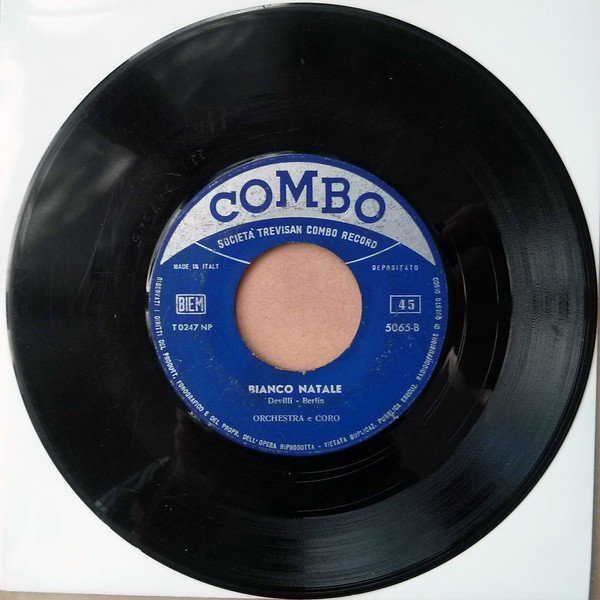 COMBO
SOCIETÀ TREVISAN COMBO RECORD
MADE IN ITALY
DEPOSITATO
BIEM
45
T 0247 NP
5065-B
BIANCO NATALE
Devilli - Berlin
ORCHESTRA e CORO
RISERVATI I DIRITTI DEL PRODUTT. FONOGRAFICO E DEL PROPR. DELL'OPERA RIPRODOTTA - VIETATA DUPLICAZ. PUBBLICA ESECUZ. RADIODIFFUSIONE DI QUESTO DISCO